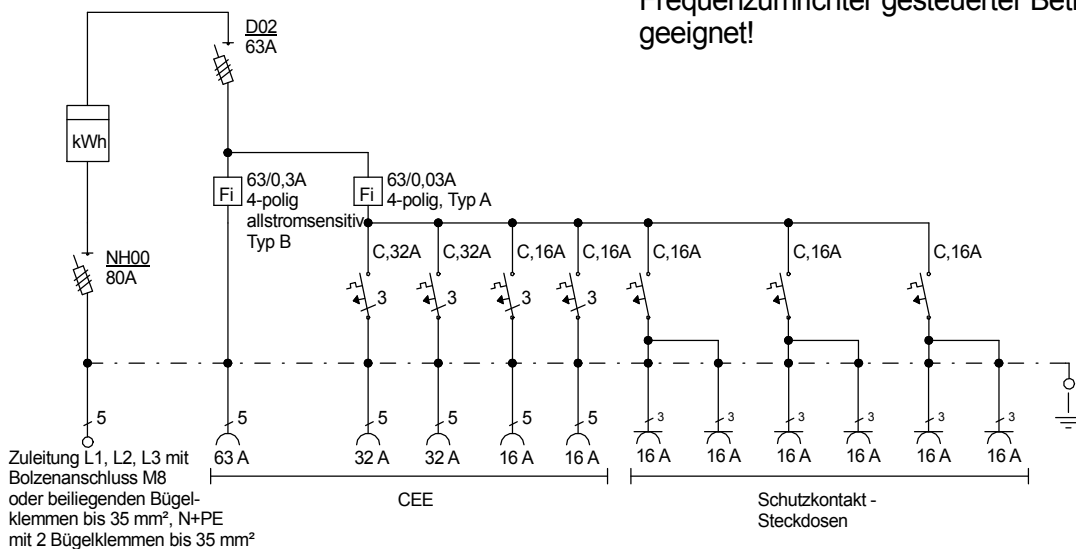 Frequenzumrichter gesteuerter
geeignet!
D02
63A
kWh
NH00
80A
Fi
63/0,3A
4-polig
allstromsensitiv
Typ B
Fi
63/0,03A
4-polig, Typ A
C,32A
C,32A
C,16A
C,16A
C,16A
C,16A
C,16A
3
3
3
3
5
5
5
5
5
5
3
3
3
3
3
3
63 A
32 A
32 A
16 A
16 A
16 A
16 A
16 A
16 A
16 A
16 A
Zuleitung L1, L2, L3 mit
Bolzenanschluss M8
oder beiliegenden Bügel-
klemmen bis 35 mm², N+PE
mit 2 Bügelklemmen bis 35 mm²
CEE
Schutzkontakt -
Steckdosen